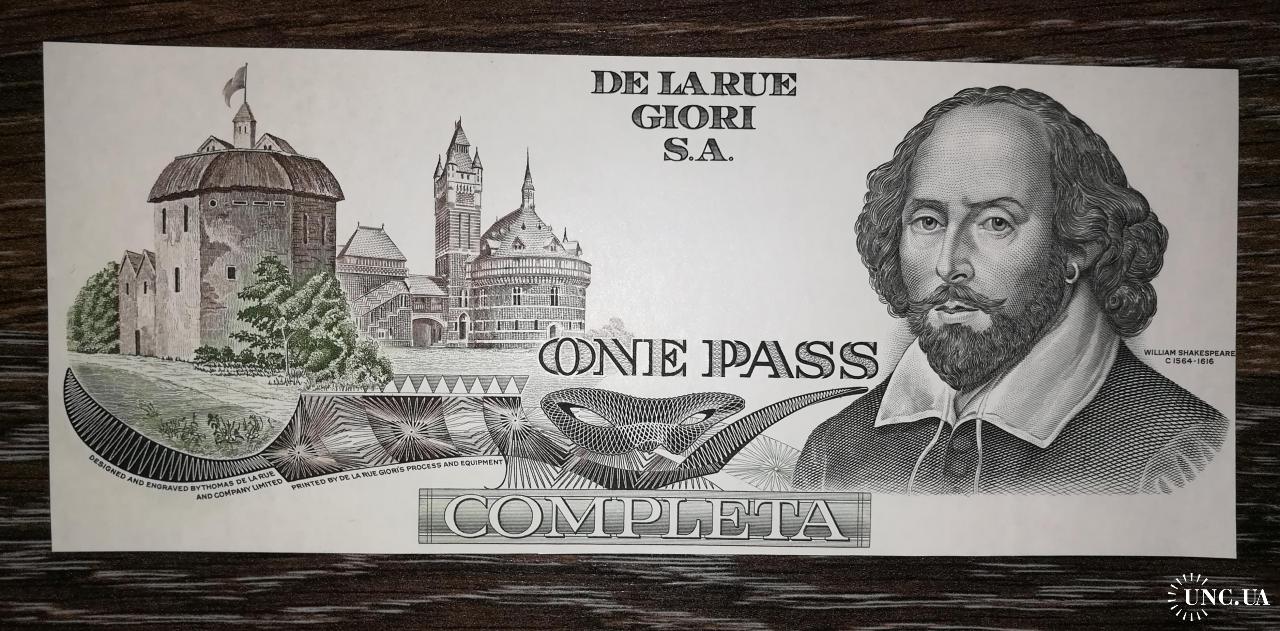 DE LA RUE
GIORI
S.A.
ONE PASS
WILLIAM SHAKESPEARE
C 1564-1616
DESIGNED AND ENGRAVED BY THOMAS DE LA RUE
AND COMPANY LIMITED
PRINTED BY DE LA RUE GIORI'S PROCESS AND EQUIPMENT
COMPLETA
UNC.UA